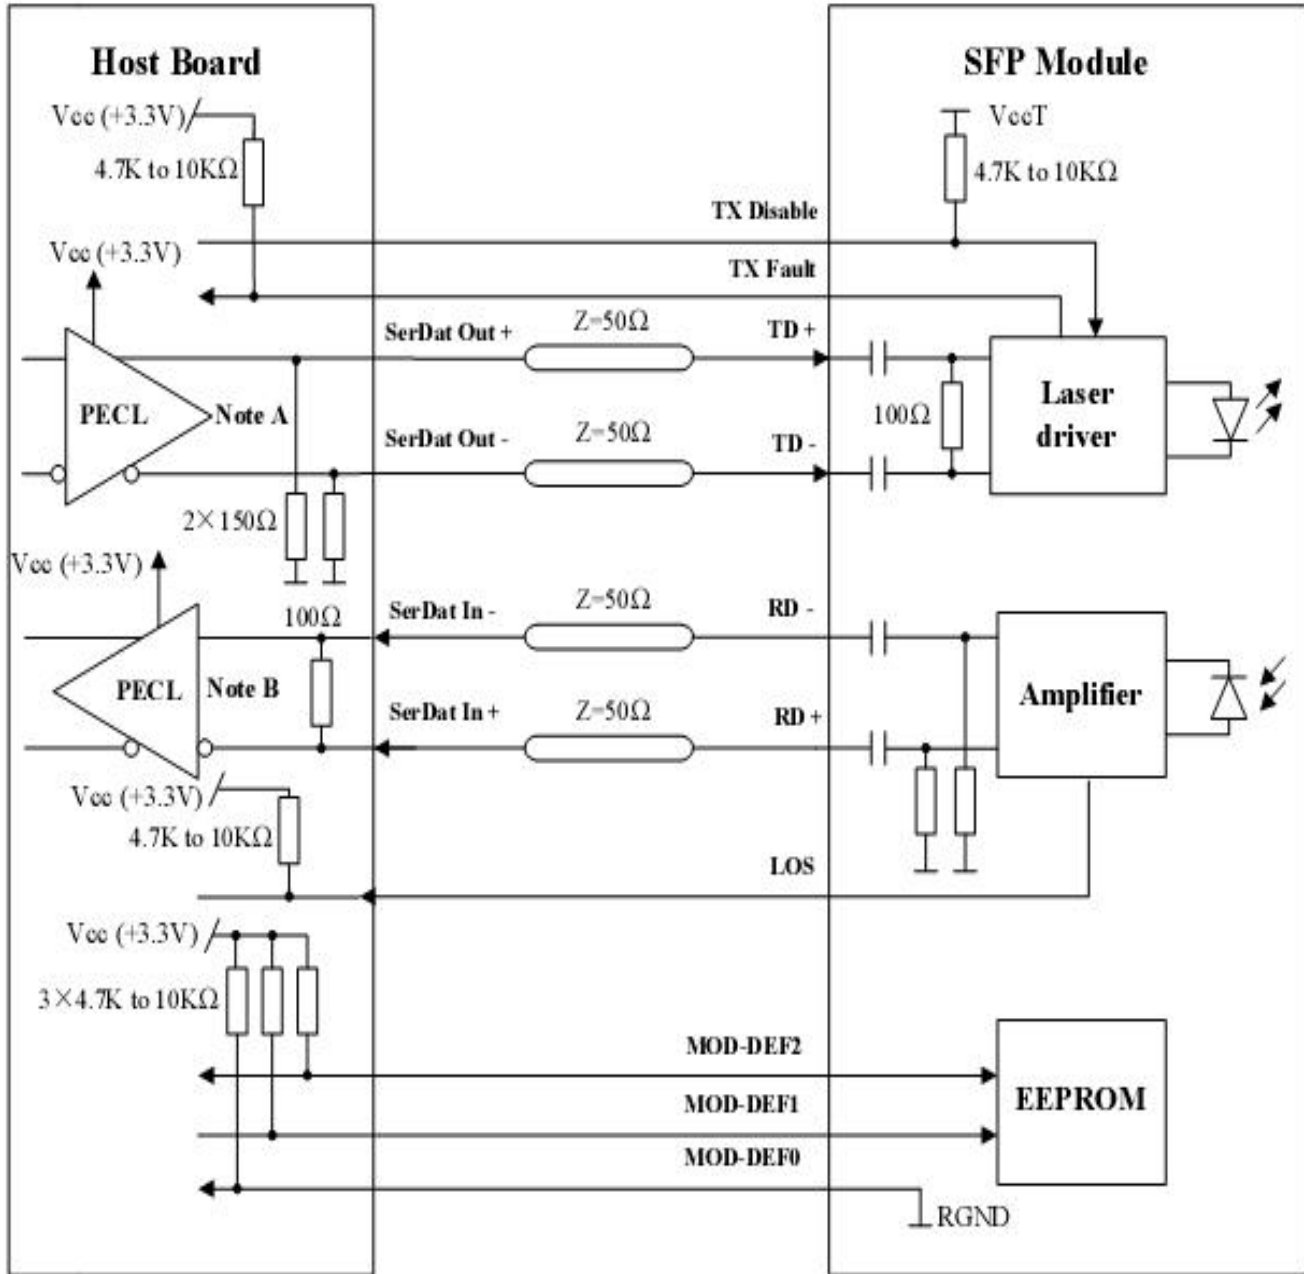 Host Board
SFP Module
Vcc (+3.3V)
VccT
4.7K to 10KΩ
4.7K to 10KΩ
TX Disable
Vcc (+3.3V)
TX Fault
SerDat Out +
Z=50Ω
TD +
PECL
Note A
100Ω
Laser
driver
SerDat Out -
Z=50Ω
TD -
2×150Ω
Vcc (+3.3V)
100Ω
SerDat In -
Z=50Ω
RD -
PECL
Note B
Amplifier
SerDat In +
Z=50Ω
RD +
Vcc (+3.3V)
4.7K to 10KΩ
LOS
Vcc (+3.3V)
3×4.7K to 10KΩ
MOD-DEF2
EEPROM
MOD-DEF1
MOD-DEF0
RGND